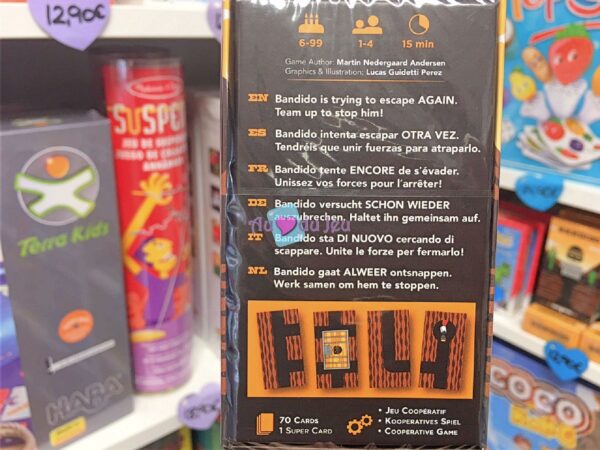 12,90€
6-99
1-4
15 min
Game Author: Martin Nedergaard Andersen
Graphics & Illustration: Lucas Guidetti Perez
EN Bandido is trying to escape AGAIN.
Team up to stop him!
ES Bandido intenta escapar OTRA VEZ.
Tendréis que unir fuerzas para atraparlo.
FR Bandido tente ENCORE de s'évader.
Unissez vos forces pour l'arrêter!
DE Bandido versucht SCHON WIEDER
auszubrechen. Haltet ihn gemeinsam auf.
IT Bandido sta DI NUOVO cercando di
scappare. Unite le forze per fermarlo!
NL Bandido gaat ALWEER ontsnappen.
Werk samen om hem te stoppen.
Au du Jeu
70 Cards
1 Super Card
• Jeu Coopératif
• Kooperatives Spiel
• Cooperative Game
Terra Kids
HABA
SUSPEN
COCO